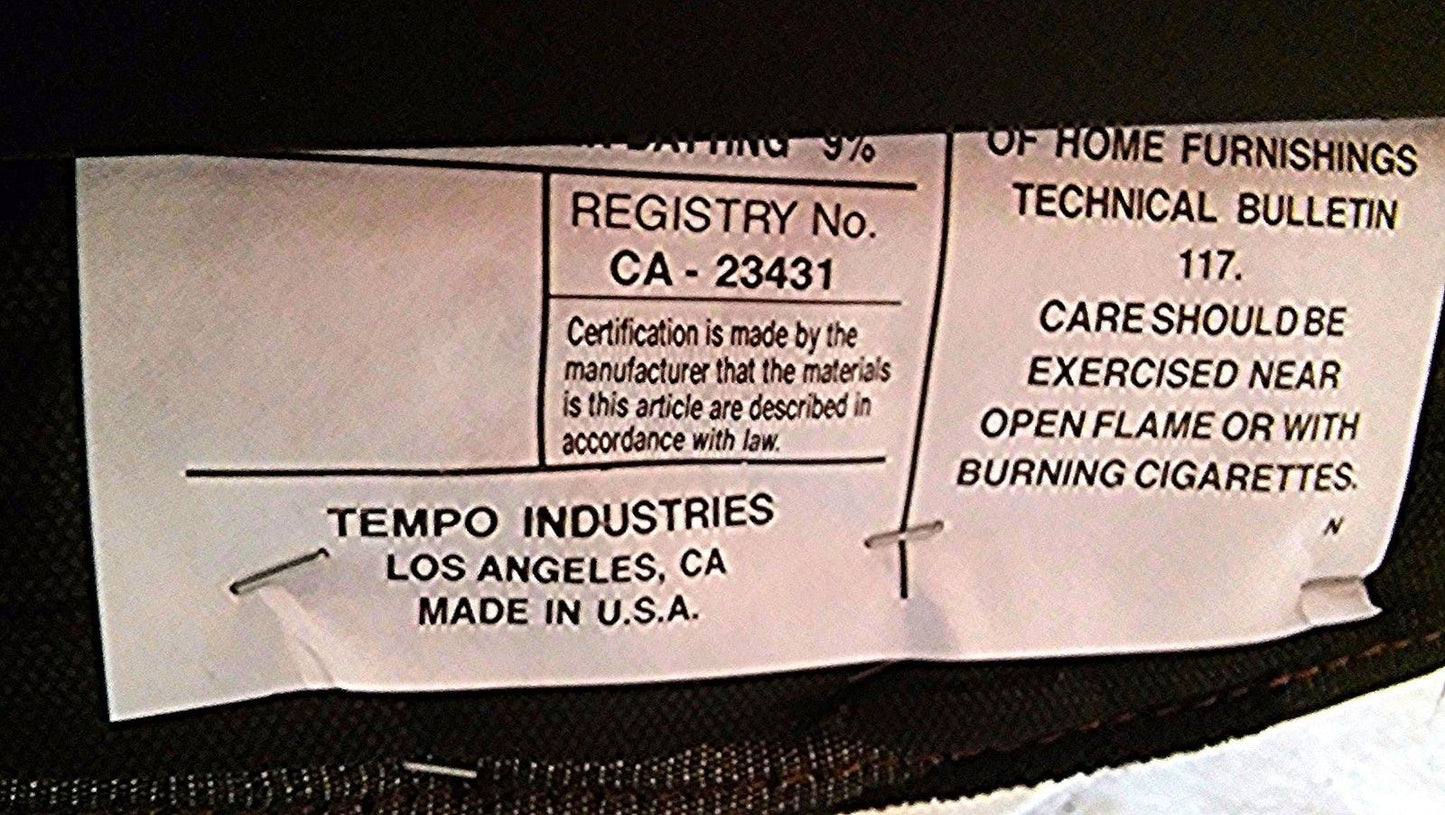 BATTING 9%
REGISTRY No.
CA - 23431
Certification is made by the
manufacturer that the materials
is this article are described in
accordance with law.
TEMPO INDUSTRIES
LOS ANGELES, CA
MADE IN U.S.A.
OF HOME FURNISHINGS
TECHNICAL BULLETIN
117.
CARE SHOULD BE
EXERCISED NEAR
OPEN FLAME OR WITH
BURNING CIGARETTES.
N